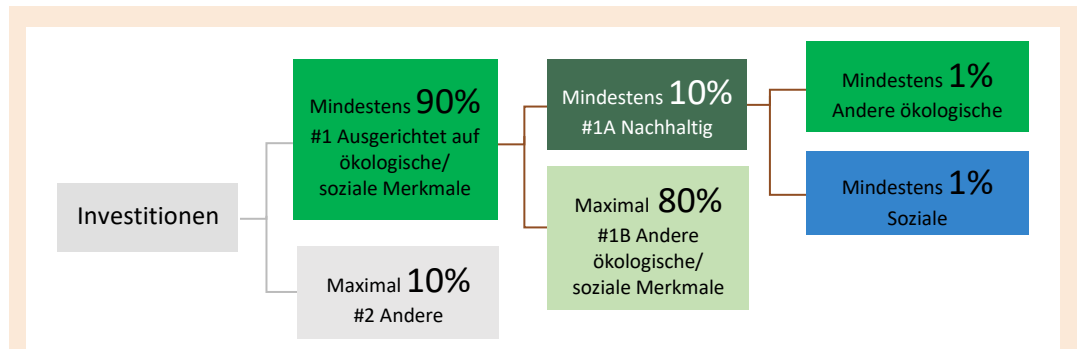 Investitionen
Mindestens 90%
#1 Ausgerichtet auf
ökologische/
soziale Merkmale
Maximal 10%
#2 Andere
Mindestens 10%
#1A Nachhaltig
Maximal 80%
#1B Andere
ökologische/
soziale Merkmale
Mindestens 1%
Andere ökologische
Mindestens 1%
Soziale